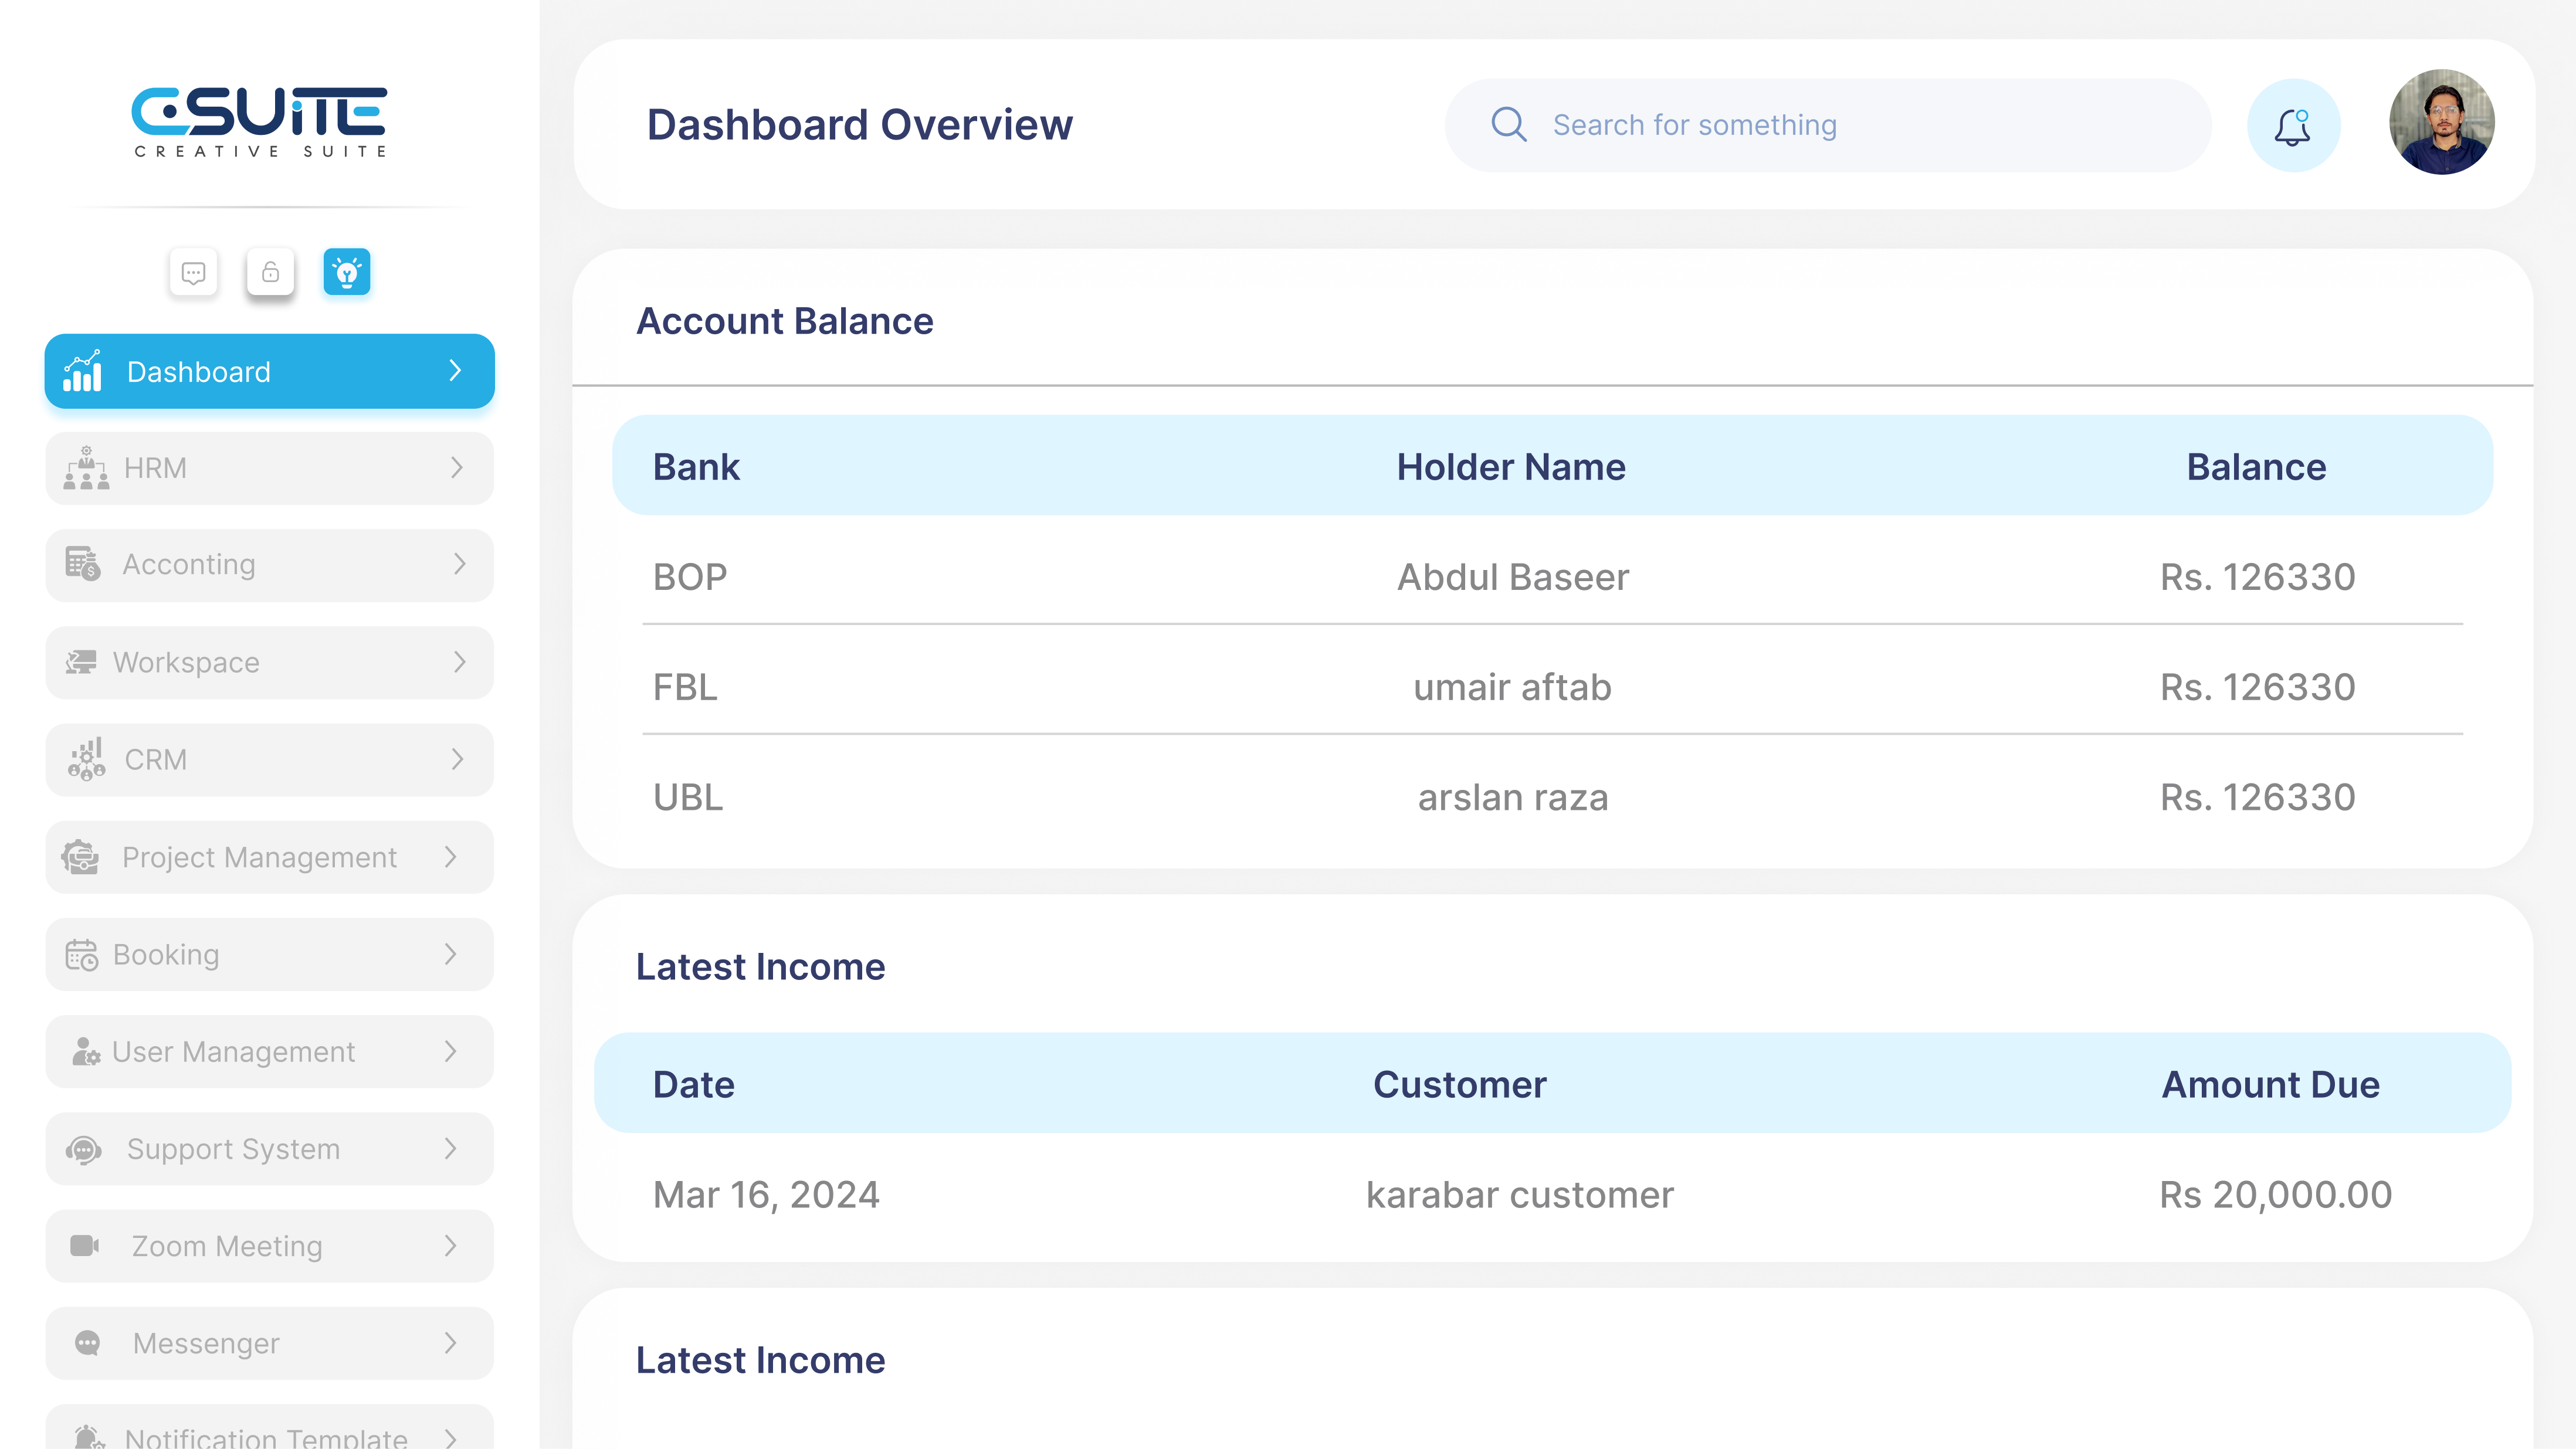 CSUiTE
CREATIVE SUITE
Dashboard
HRM
Acconting
Workspace
CRM
Project Management
Booking
User Management
Support System
Zoom Meeting
Messenger
Notification Template
Dashboard Overview
Search for something
Account Balance
Bank Holder Name Balance
BOP Abdul Baseer Rs. 126330
FBL umair aftab Rs. 126330
UBL arslan raza Rs. 126330
Latest Income
Date Customer Amount Due
Mar 16, 2024 karabar customer Rs 20,000.00
Latest Income